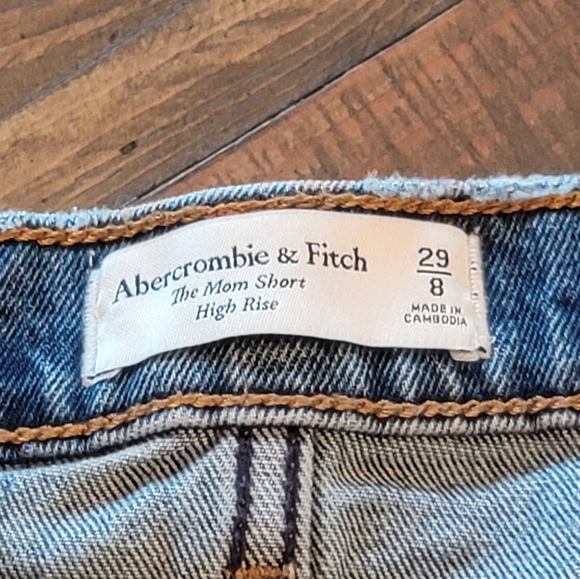 Abercrombie & Fitch
The Mom Short
High Rise
29
8
MADE IN
CAMBODIA